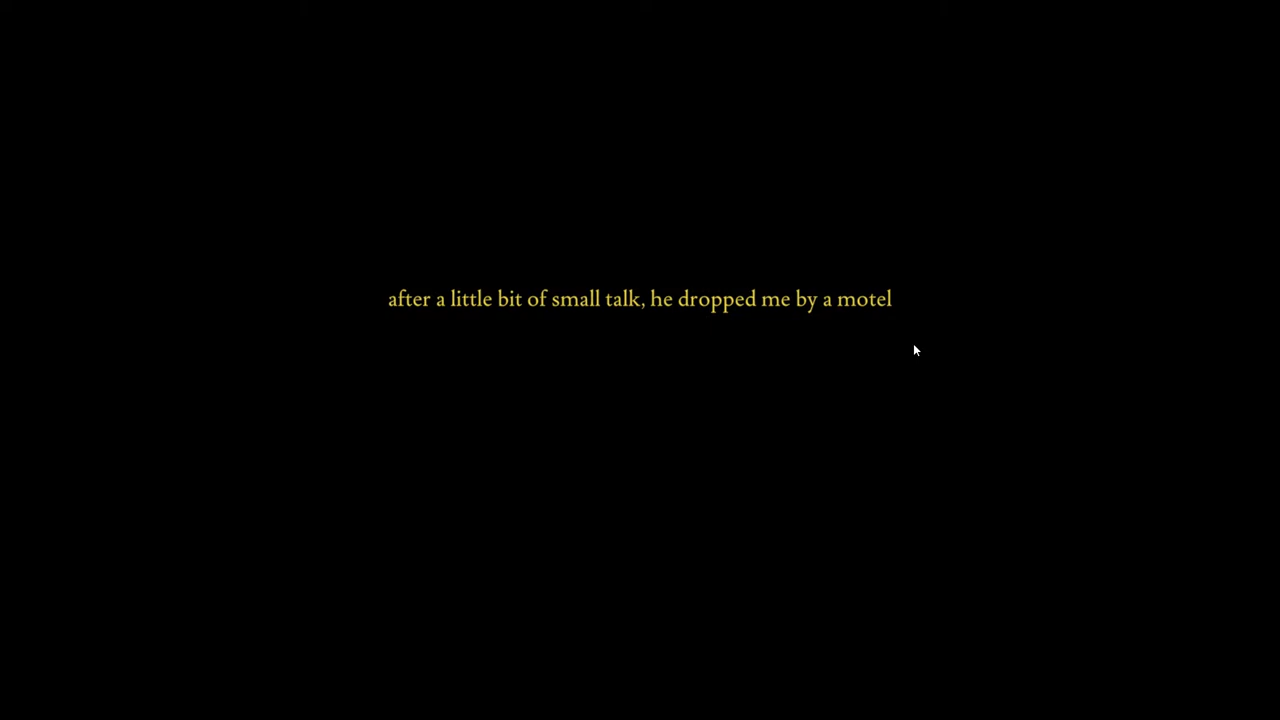 after a little bit of small talk, he dropped me by a motel